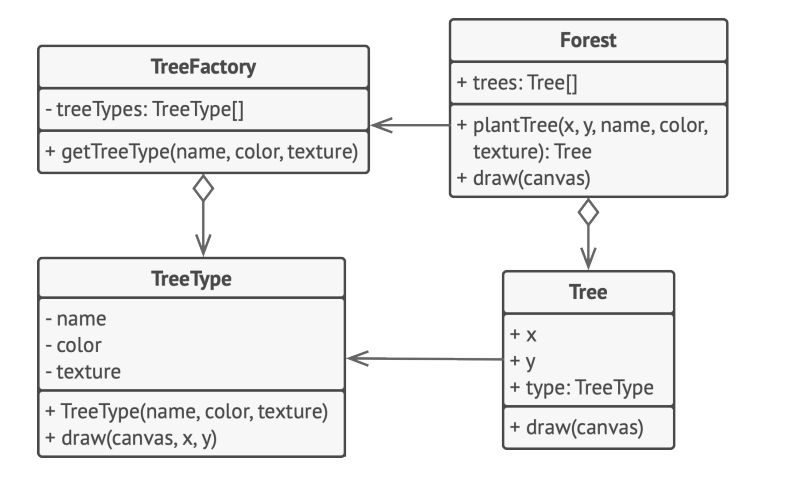 TreeFactory
- treeTypes: TreeType[]
+ getTreeType(name, color, texture)
Forest
+ trees: Tree[]
+ plantTree(x, y, name, color,
texture): Tree
+ draw(canvas)
TreeType
- name
- color
- texture
+ TreeType(name, color, texture)
+ draw(canvas, x, y)
Tree
+ x
+ y
+ type: TreeType
+ draw(canvas)